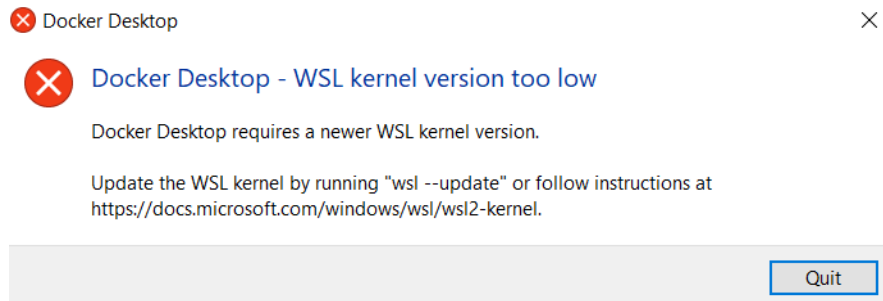 Docker Desktop
Docker Desktop - WSL kernel version too low
Docker Desktop requires a newer WSL kernel version.
Update the WSL kernel by running "wsl --update" or follow instructions at
https://docs.microsoft.com/windows/wsl/wsl2-kernel.
Quit